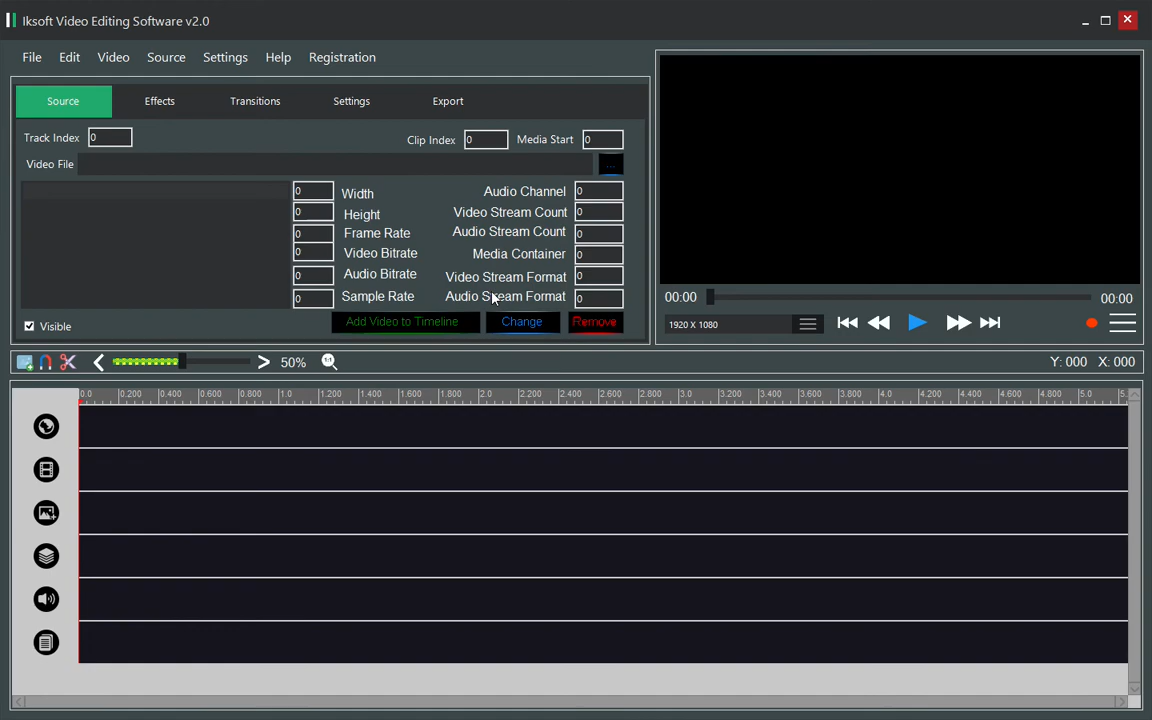 Iksoft Video Editing Software v2.0
File Edit Video Source Settings Help Registration
Source Effects Transitions Settings Export
Track Index 0 Clip Index 0 Media Start 0
Video File ...
0 Width Audio Channel 0
0 Height Video Stream Count 0
0 Frame Rate Audio Stream Count 0
0 Video Bitrate Media Container 0
0 Audio Bitrate Video Stream Format 0
0 Sample Rate Audio Stream Format 0
Visible Add Video to Timeline Change Remove
00:00 00:00
1920 X 1080
50% 1:1 Y: 000 X: 000
0.0 0.200 0.400 0.600 0.800 1.0 1.200 1.400 1.600 1.800 2.0 2.200 2.400 2.600 2.800 3.0 3.200 3.400 3.600 3.800 4.0 4.200 4.400 4.600 4.800 5.0 5.